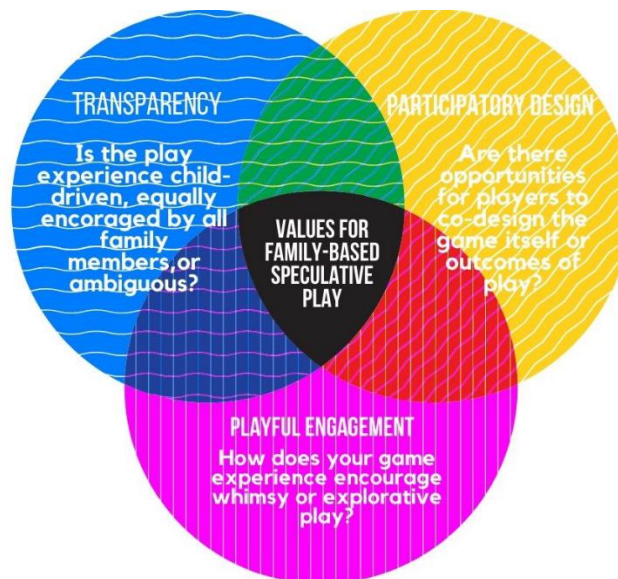 TRANSPARENCY
Is the play
experience child-
driven, equally
encoraged by all
family
members,or
ambiguous?
PARTICIPATORY DESIGN
Are there
opportunities
for players to
co-design the
game itself or
outcomes of
play?
VALUES FOR
FAMILY-BASED
SPECULATIVE
PLAY
PLAYFUL ENGAGEMENT
How does your game
experience encourage
whimsy or explorative
play?